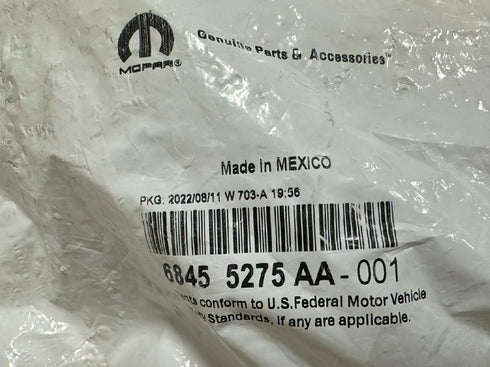 MOPAR®
Genuine Parts & Accessories™
Made in MEXICO
PKG: 2022/08/11 W 703-A 19:56
6845 5275 AA - 001
conform to U.S.Federal Motor Vehicle
Standards, If any are applicable.